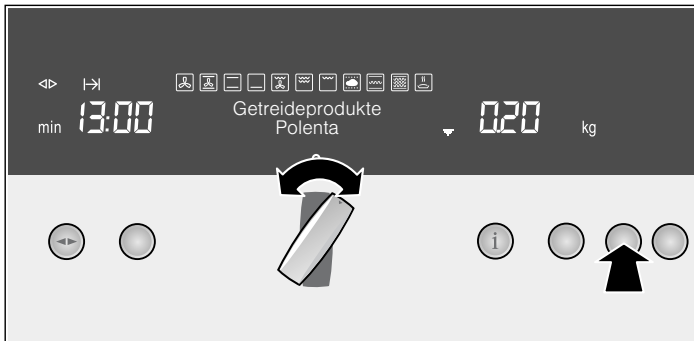 min 13:00
Getreideprodukte
Polenta
0.20 kg
i